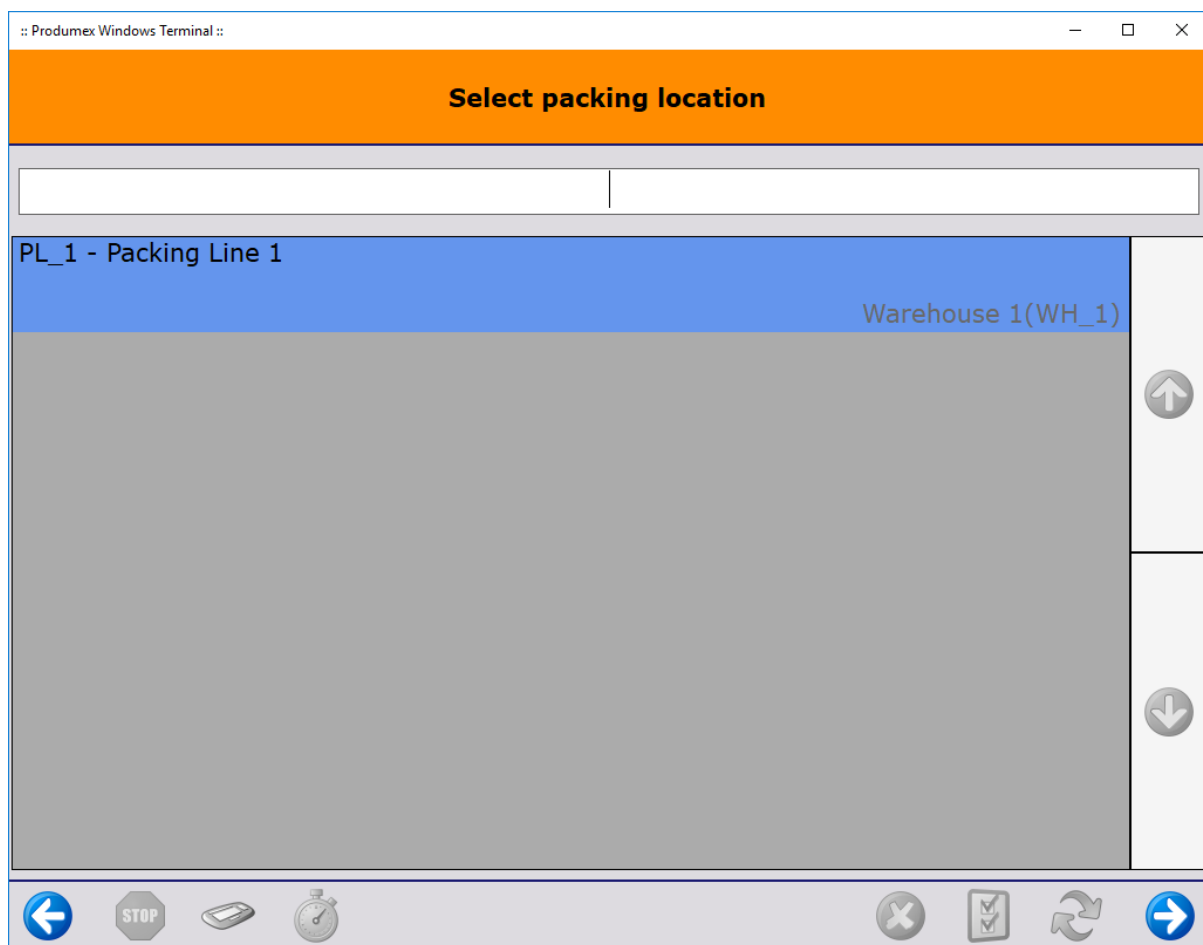 :: Produmex Windows Terminal ::
Select packing location
PL_1 - Packing Line 1
Warehouse 1(WH_1)
STOP